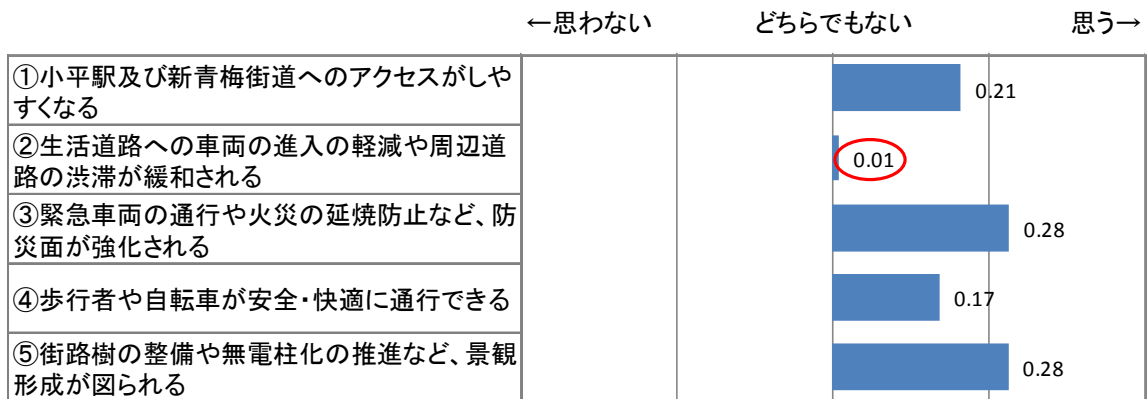 ←思わない どちらでもない 思う→
①小平駅及び新青梅街道へのアクセスがしや
すくなる
0.21
②生活道路への車両の進入の軽減や周辺道
路の渋滞が緩和される
0.01
③緊急車両の通行や火災の延焼防止など、防
災面が強化される
0.28
④歩行者や自転車が安全・快適に通行できる
0.17
⑤街路樹の整備や無電柱化の推進など、景観
形成が図られる
0.28